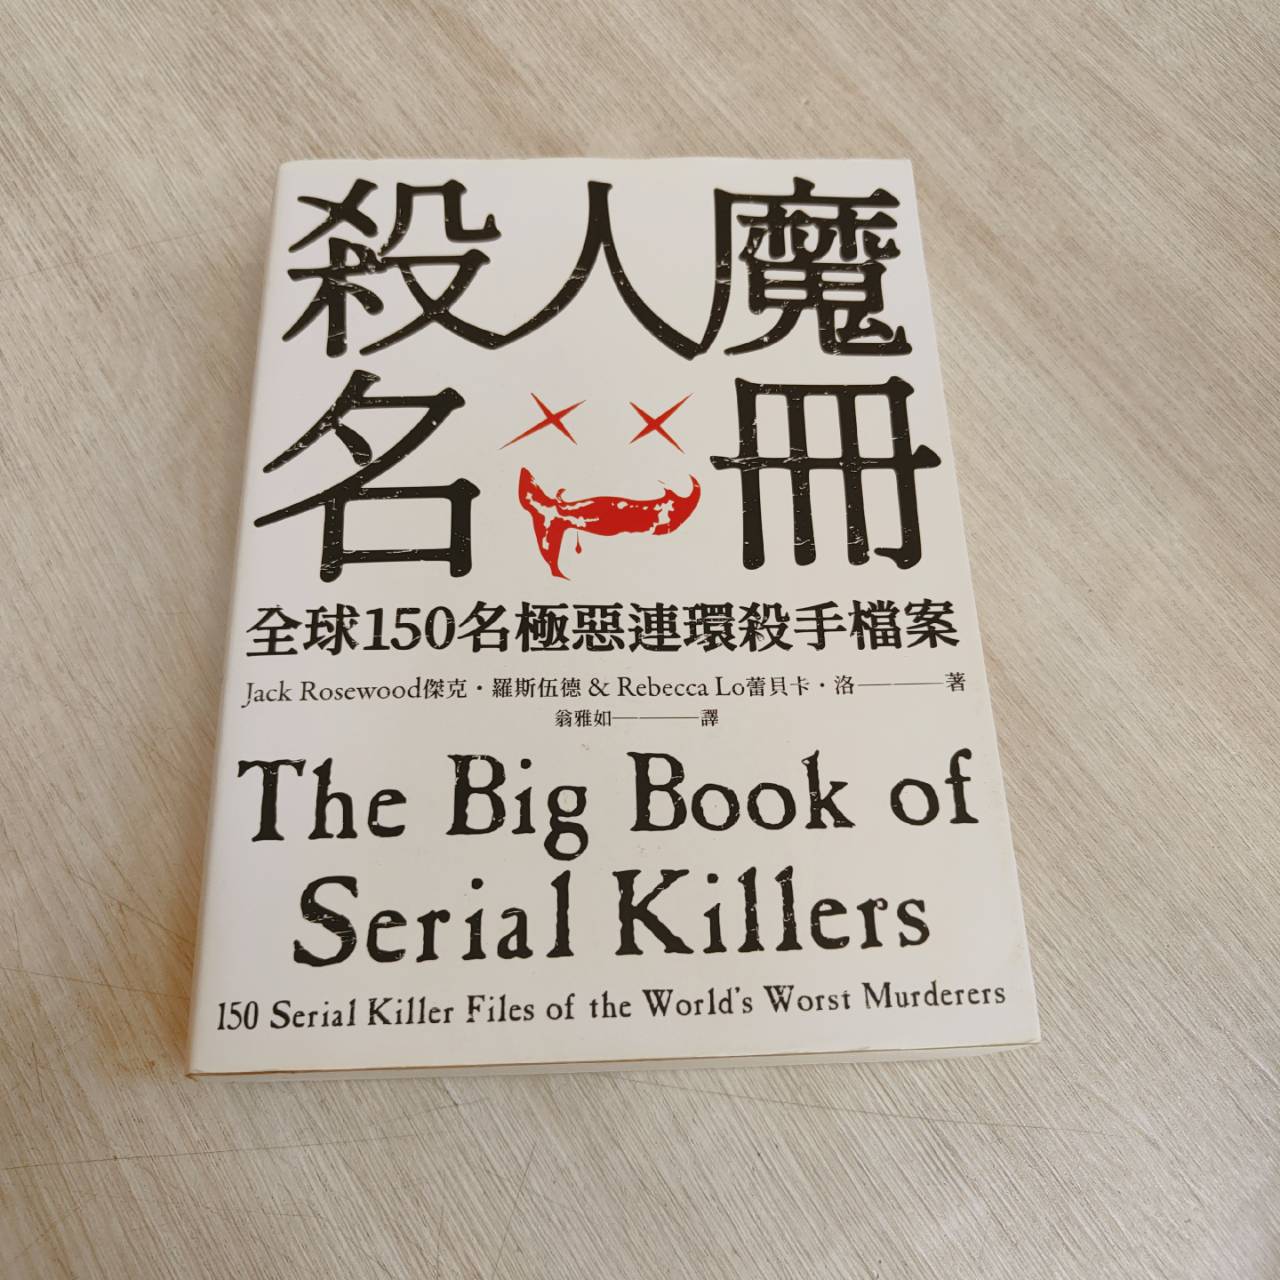 殺人魔
名冊
全球150名極惡連環殺手檔案
Jack Rosewood傑克・羅斯伍德 & Rebecca Lo蕾貝卡・洛————著
翁雅如————譯
The Big Book of
Serial Killers
150 Serial Killer Files of the World's Worst Murderers